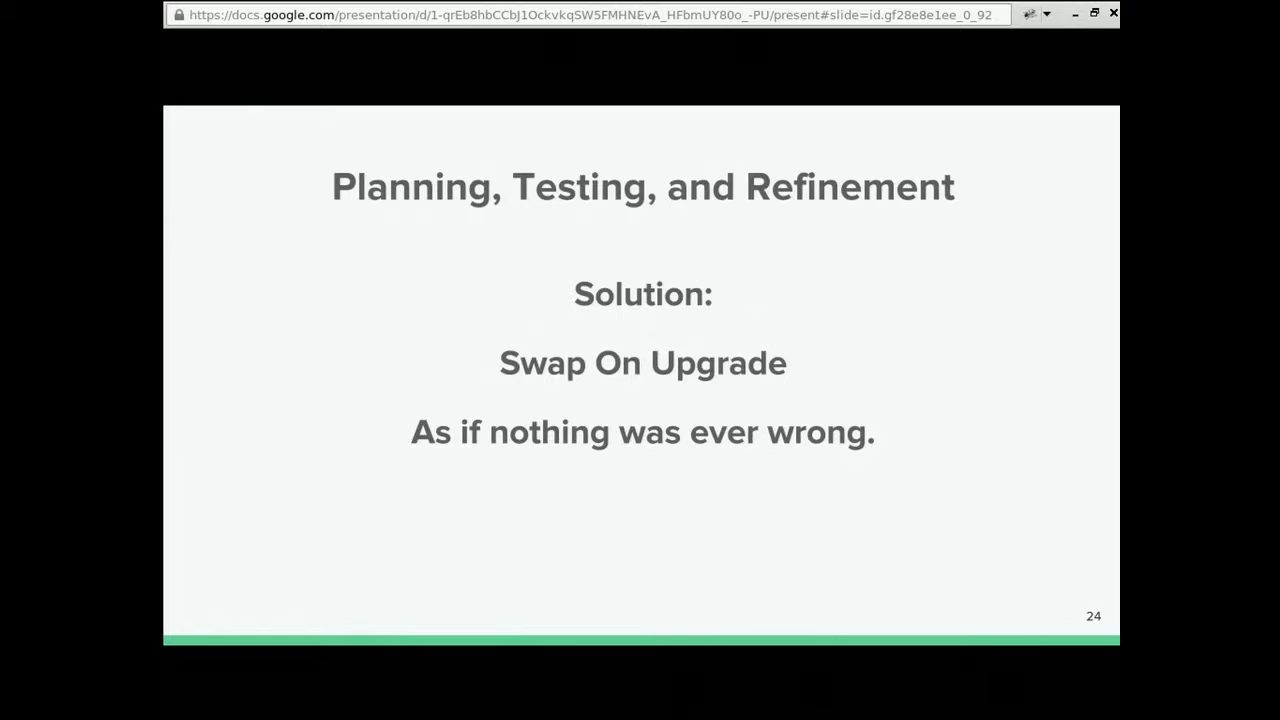 https://docs.google.com/presentation/d/1-qrEb8hbCCbJ1OckvkqSW5FMHNEvA_HFbmUY80o_-PU/present#slide=id.gf28e8e1ee_0_92
Planning, Testing, and Refinement
Solution:
Swap On Upgrade
As if nothing was ever wrong.
24